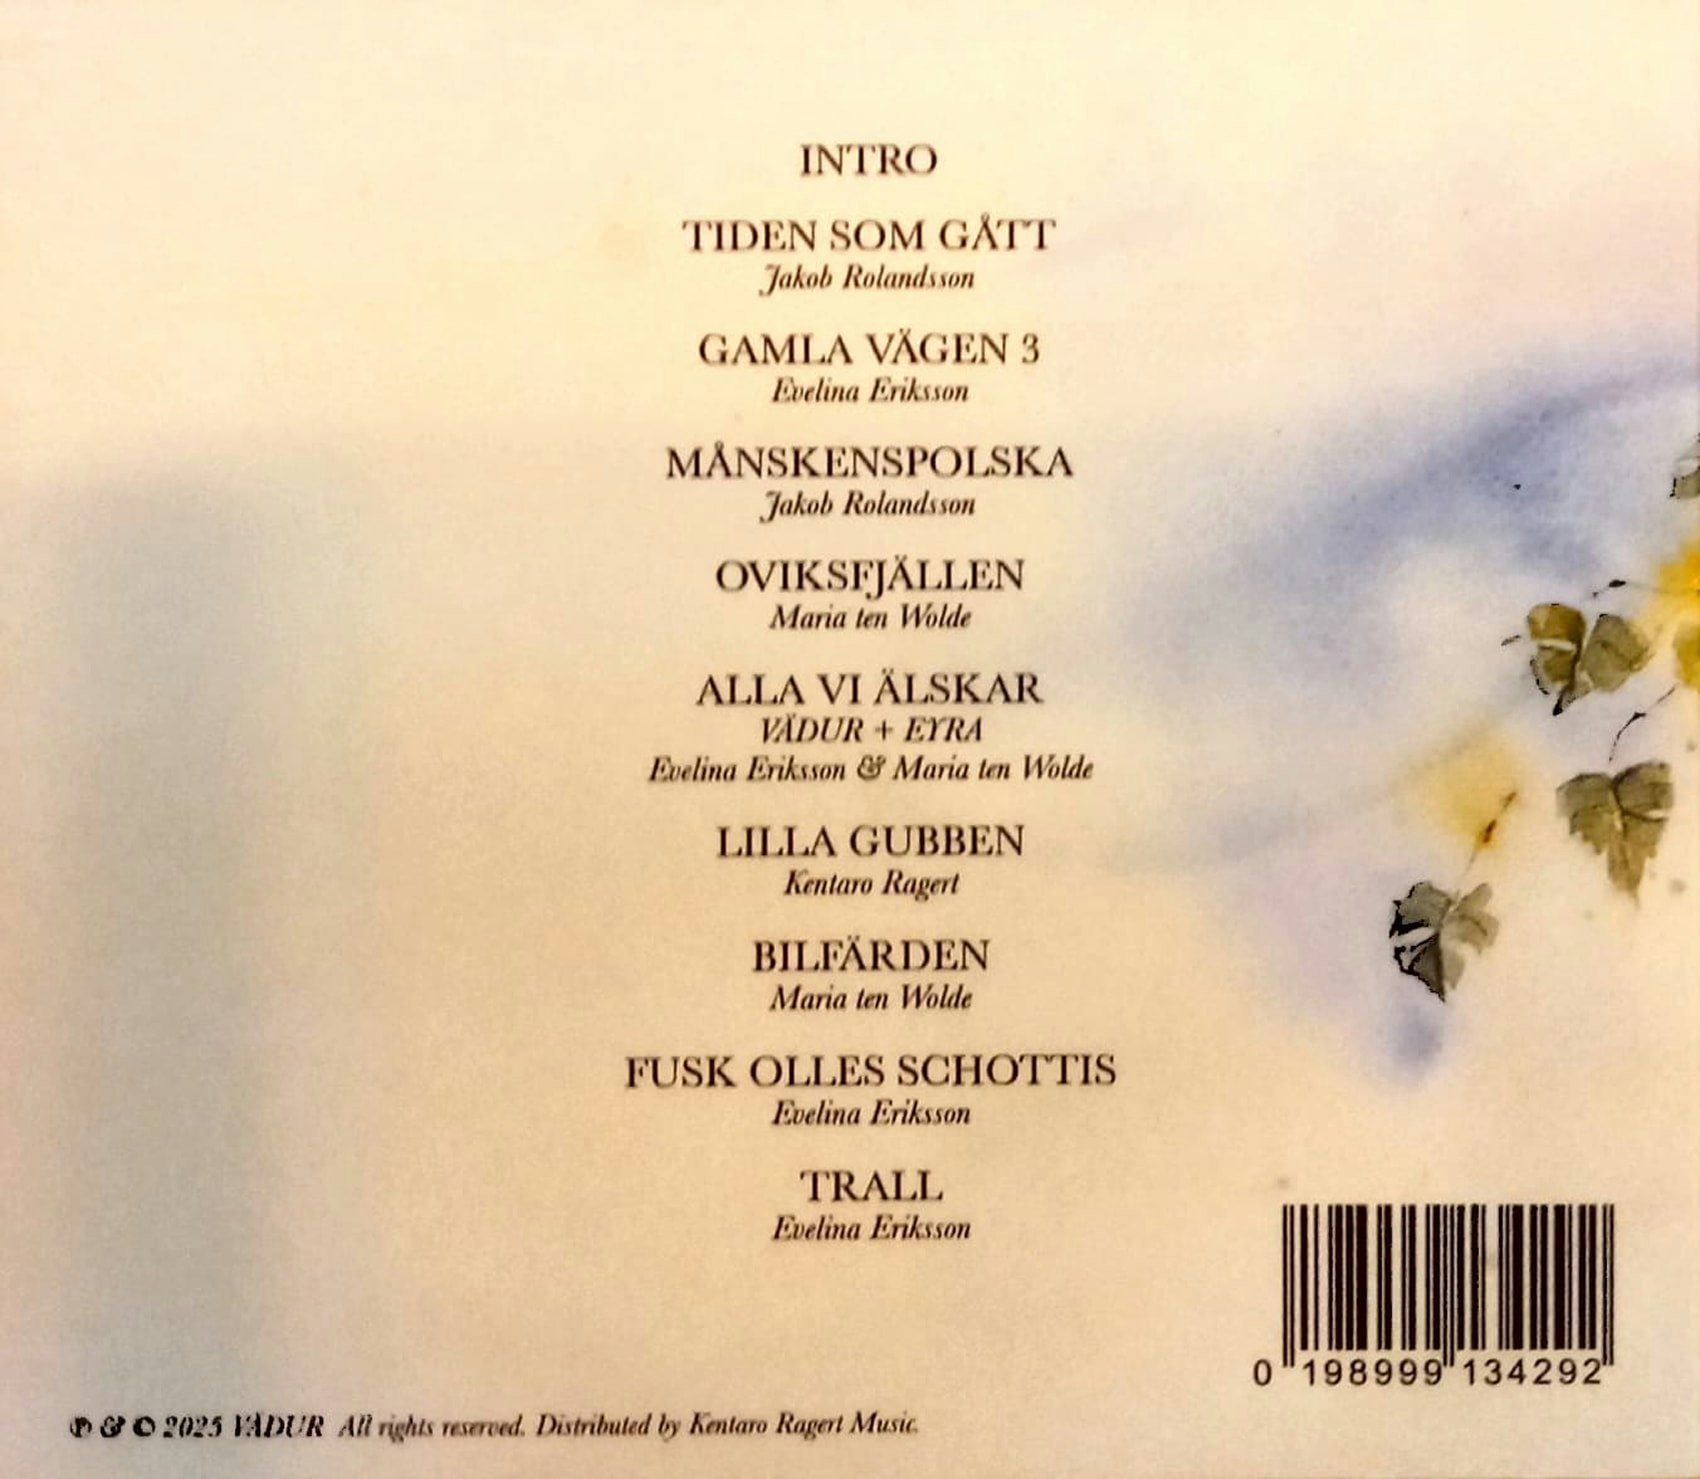 INTRO
TIDEN SOM GÅTT
Jakob Rolandsson
GAMLA VÄGEN 3
Evelina Eriksson
MÅNSKENSPOLSKA
Jakob Rolandsson
OVIKSFJÄLLEN
Maria ten Wolde
ALLA VI ÄLSKAR
VÄDUR + EYRA
Evelina Eriksson & Maria ten Wolde
LILLA GUBBEN
Kentaro Ragert
BILFÄRDEN
Maria ten Wolde
FUSK OLLES SCHOTTIS
Evelina Eriksson
TRALL
Evelina Eriksson
0 198999 134292
℗ & © 2025 VÄDUR All rights reserved. Distributed by Kentaro Ragert Music.